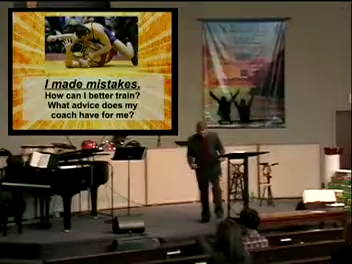 I made mistakes.
How can I better train?
What advice does my
coach have for me?